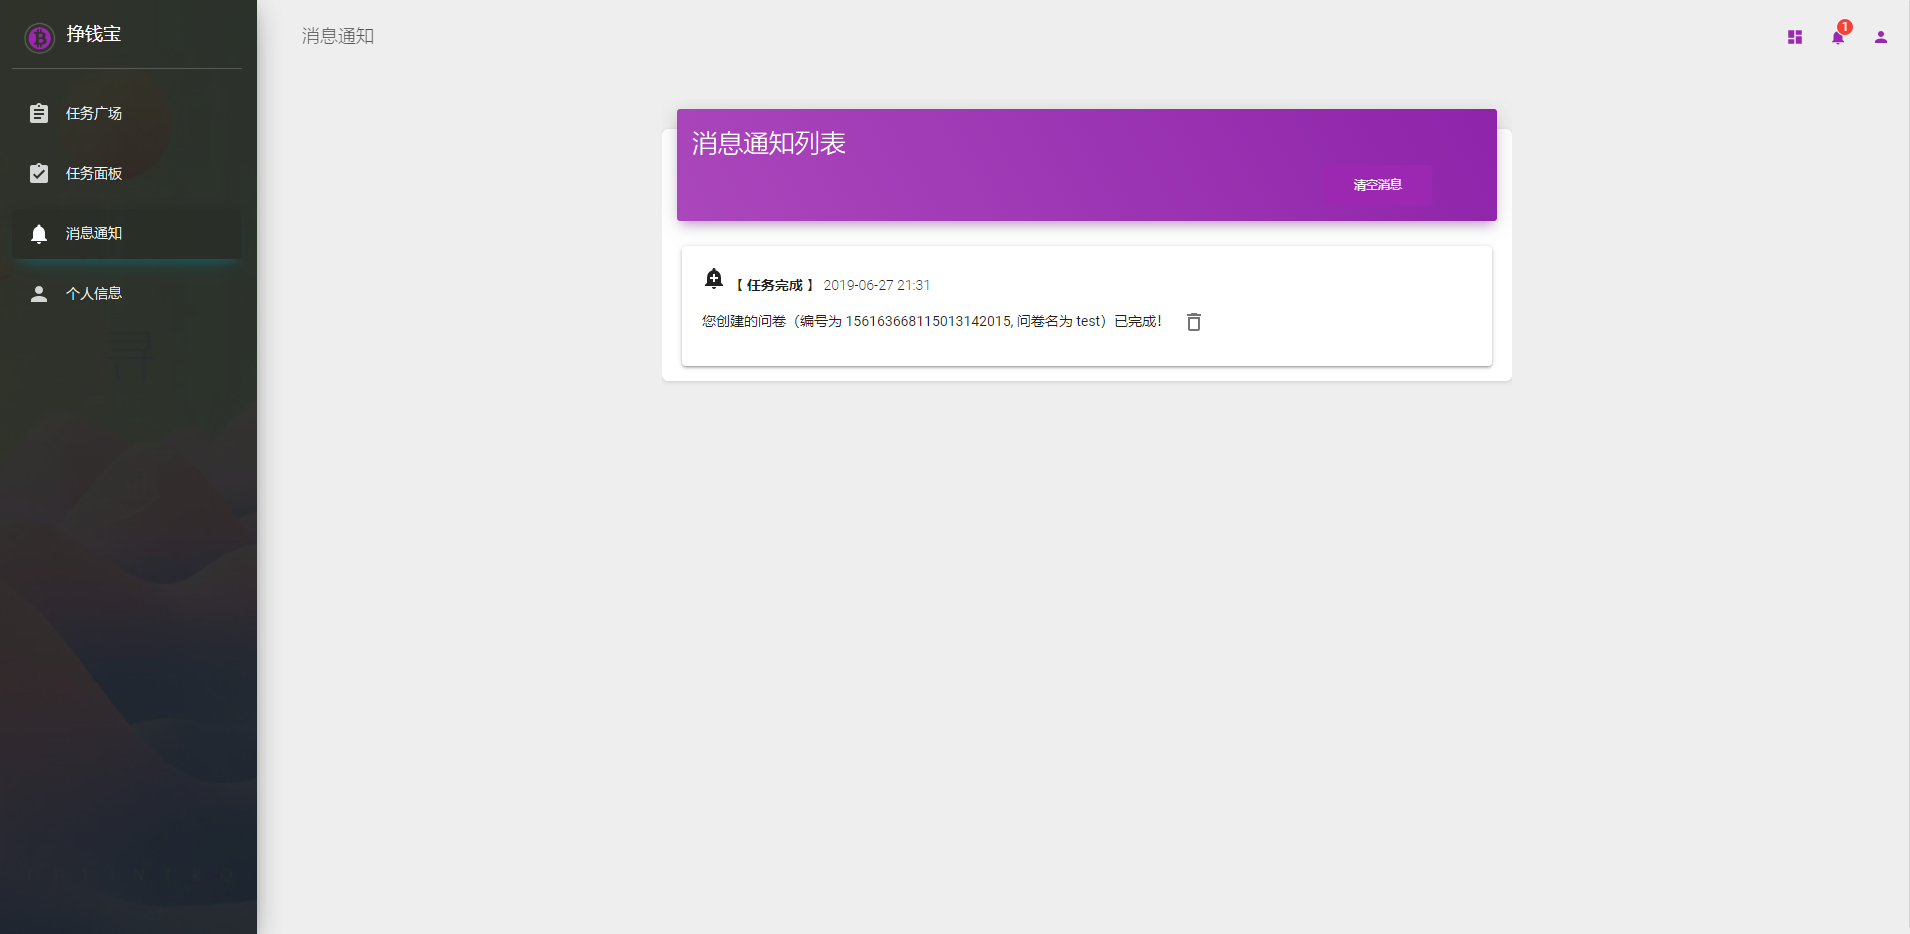 挣钱宝
任务广场
任务面板
消息通知
个人信息
消息通知
1
消息通知列表
清空消息
【 任务完成 】 2019-06-27 21:31
您创建的问卷（编号为 156163668115013142015, 问卷名为 test）已完成！